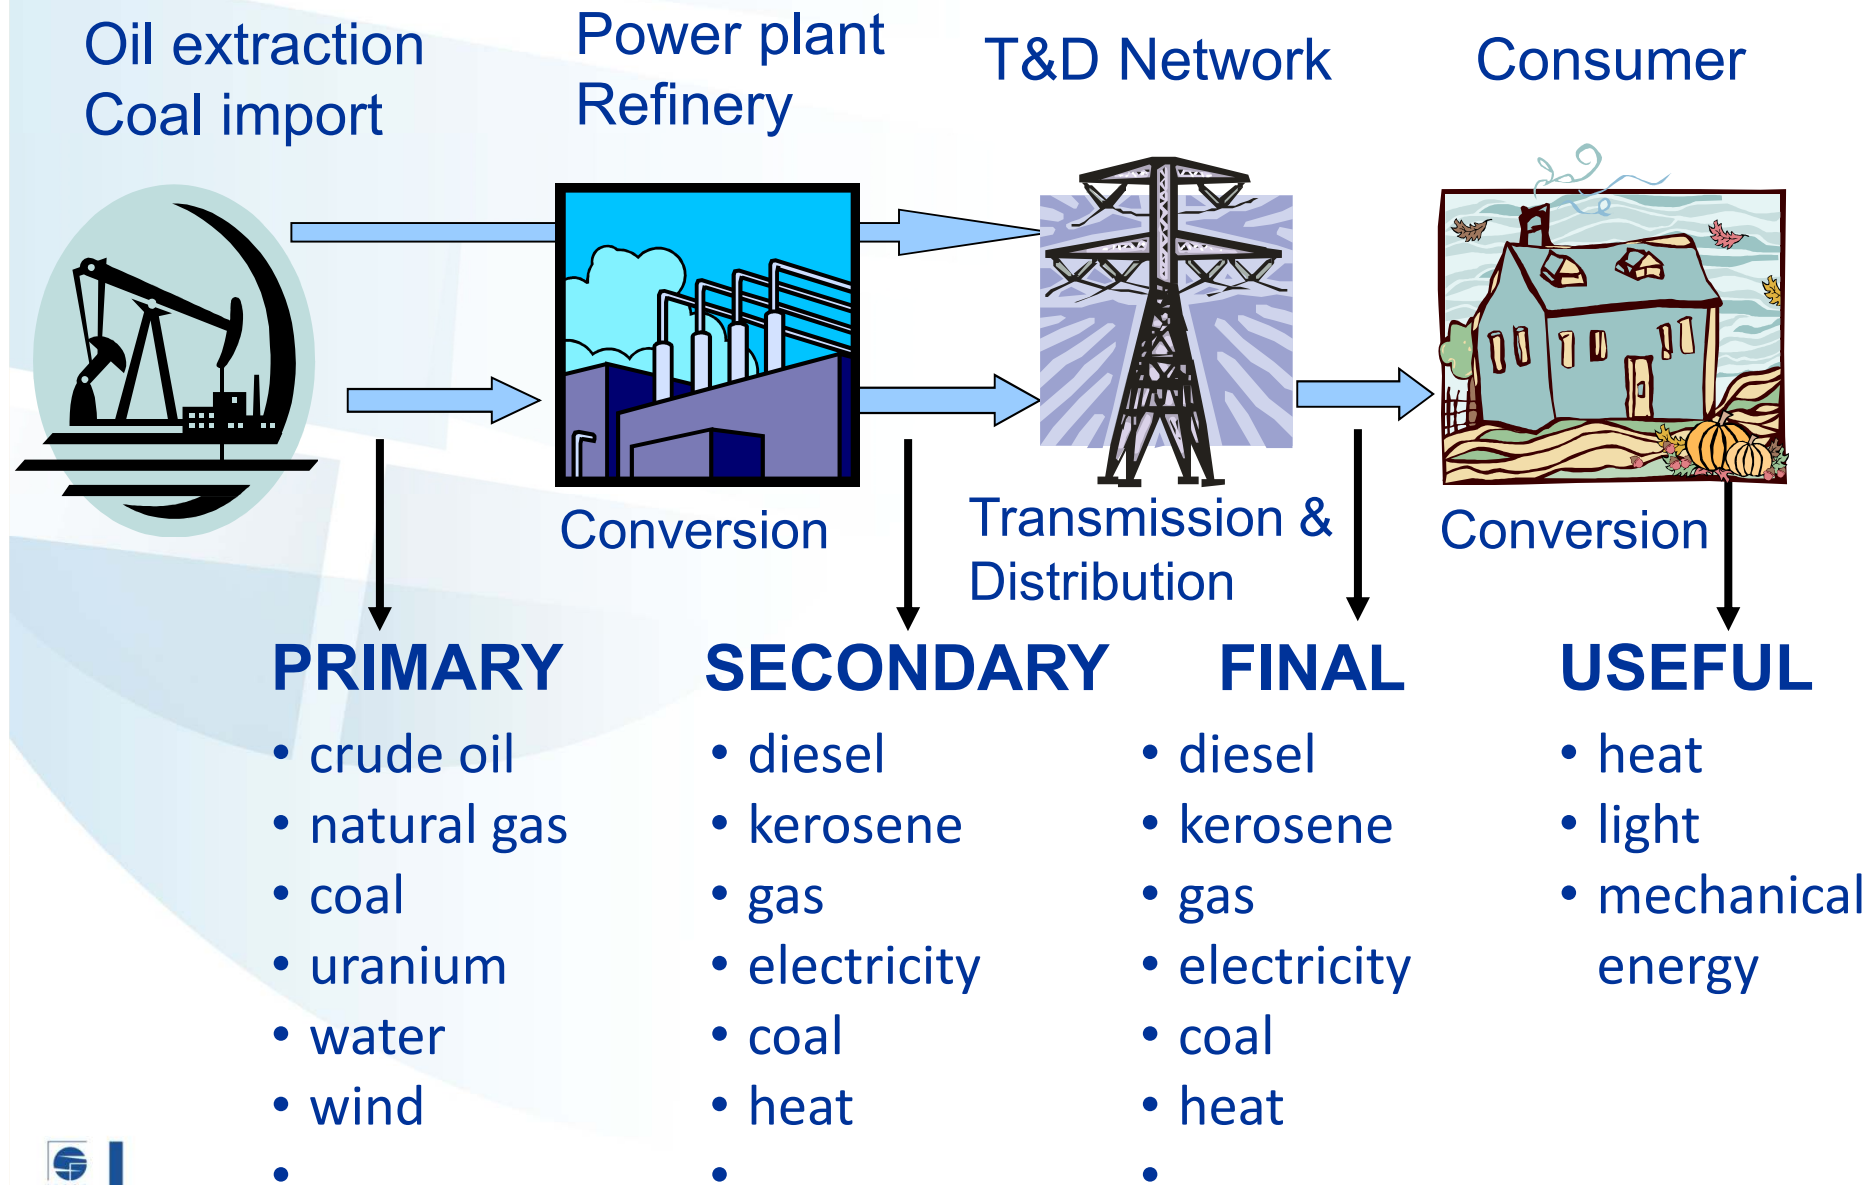 Oil extraction
Coal import
Power plant
Refinery
T&D Network
Consumer
Conversion
Transmission &
Distribution
Conversion
PRIMARY
• crude oil
• natural gas
• coal
• uranium
• water
• wind
•
SECONDARY
• diesel
• kerosene
• gas
• electricity
• coal
• heat
•
FINAL
• diesel
• kerosene
• gas
• electricity
• coal
• heat
•
USEFUL
• heat
• light
• mechanical
energy